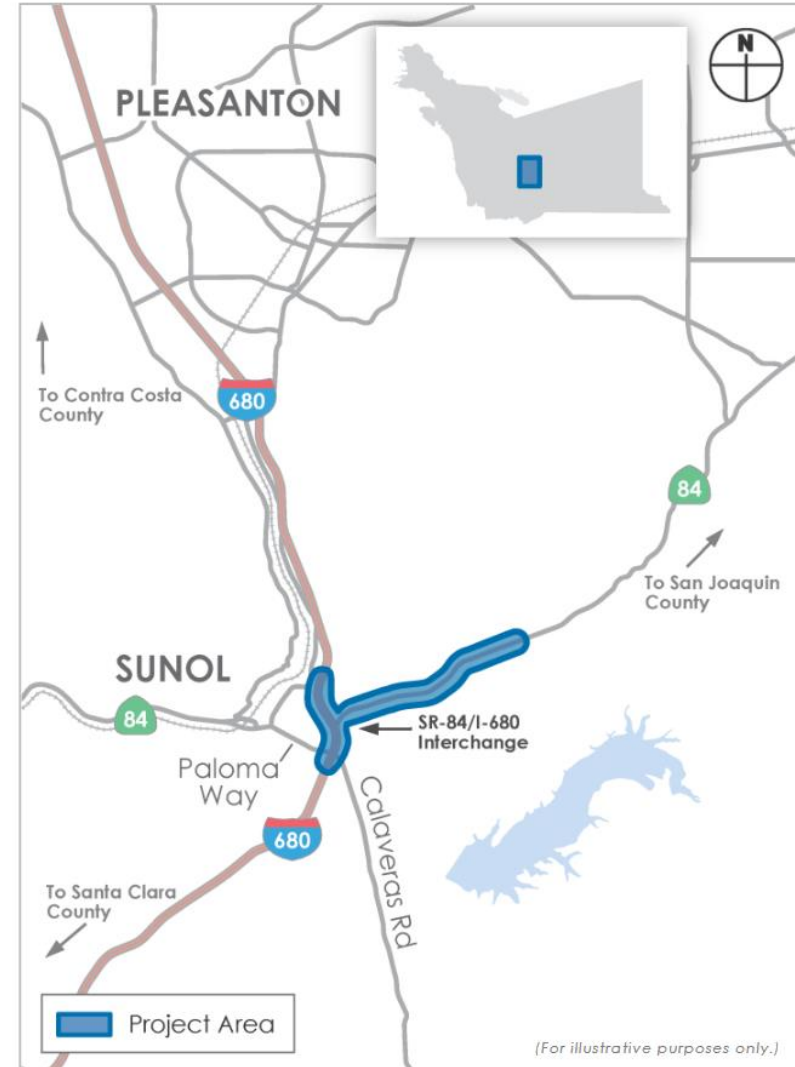 PLEASANTON
N
To Contra Costa
County
680
84
To San Joaquin
County
SUNOL
84
SR-84/I-680
Interchange
Paloma
Way
Calaveras Rd
680
To Santa Clara
County
Project Area
(For illustrative purposes only.)